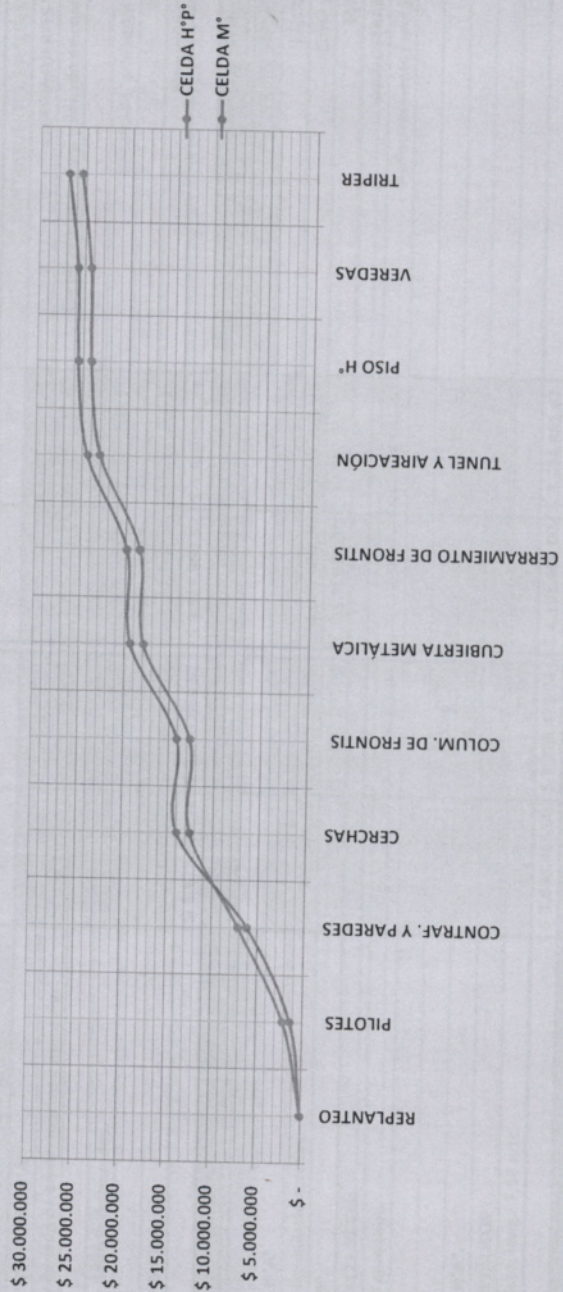 $ 30.000.000
$ 25.000.000
$ 20.000.000
$ 15.000.000
$ 10.000.000
$ 5.000.000
$ -
REPLANTEO
PILOTES
CONTRAF. Y PAREDES
CERCHAS
COLUM. DE FRONTIS
CUBIERTA METÁLICA
CERRAMIENTO DE FRONTIS
TUNEL Y AIREACIÓN
PISO H°
VEREDAS
TRIPER
CELDA H°P°
CELDA M°